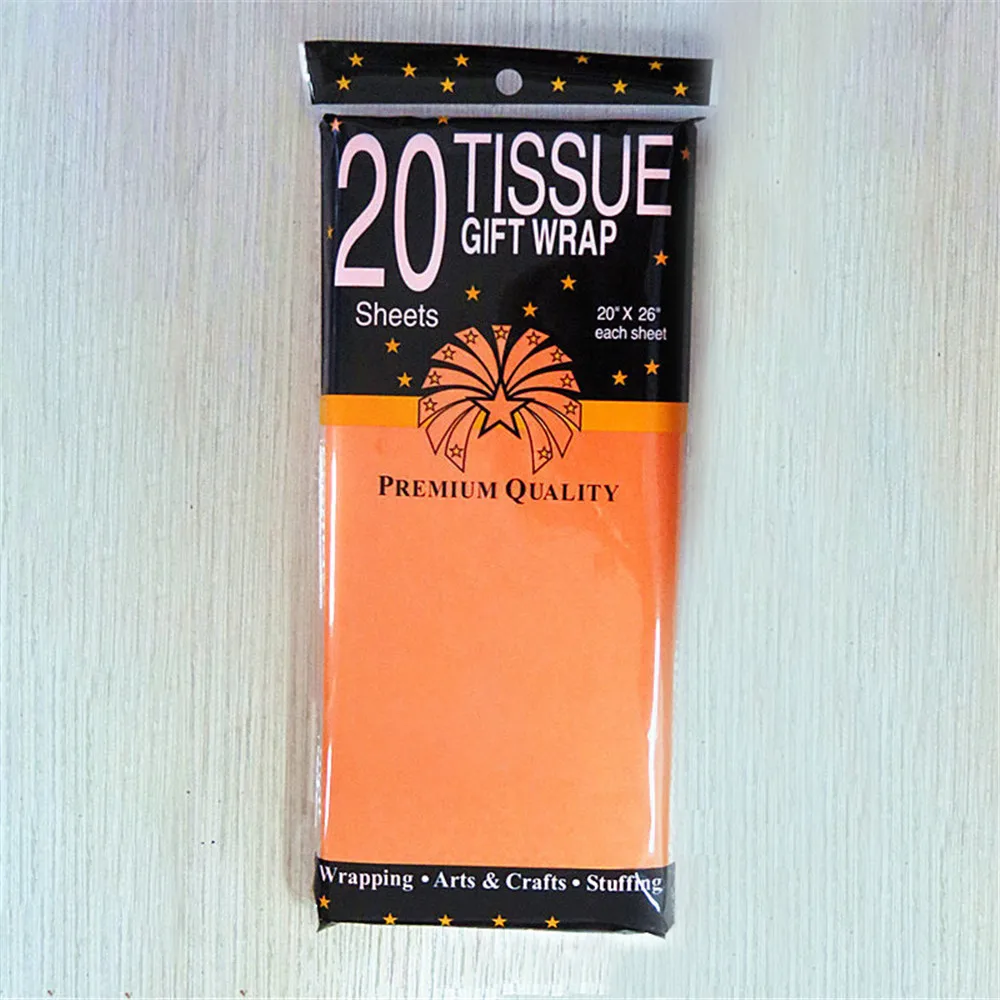 20 TISSUE
GIFT WRAP
Sheets
20" X 26"
each sheet
PREMIUM QUALITY
Wrapping • Arts & Crafts • Stuffing